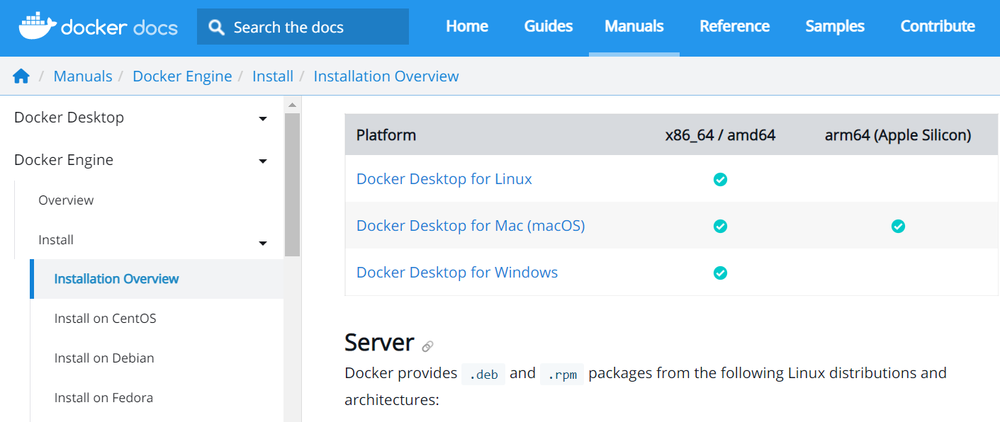 docker docs
Search the docs
Home
Guides
Manuals
Reference
Samples
Contribute
/ Manuals / Docker Engine / Install / Installation Overview
Docker Desktop
Docker Engine
Overview
Install
Installation Overview
Install on CentOS
Install on Debian
Install on Fedora
Platform x86_64 / amd64 arm64 (Apple Silicon)
Docker Desktop for Linux
Docker Desktop for Mac (macOS)
Docker Desktop for Windows
Server
Docker provides .deb and .rpm packages from the following Linux distributions and
architectures: